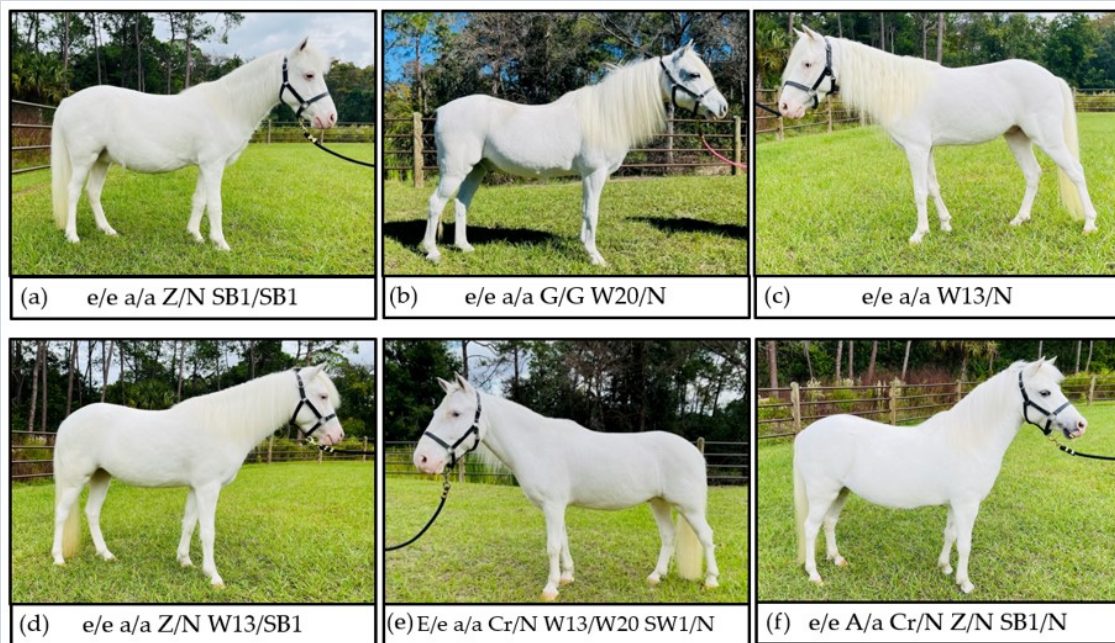 (a) e/e a/a Z/N SB1/SB1
(b) e/e a/a G/G W20/N
(c) e/e a/a W13/N
(d) e/e a/a Z/N W13/SB1
(e) E/e a/a Cr/N W13/W20 SW1/N
(f) e/e A/a Cr/N Z/N SB1/N